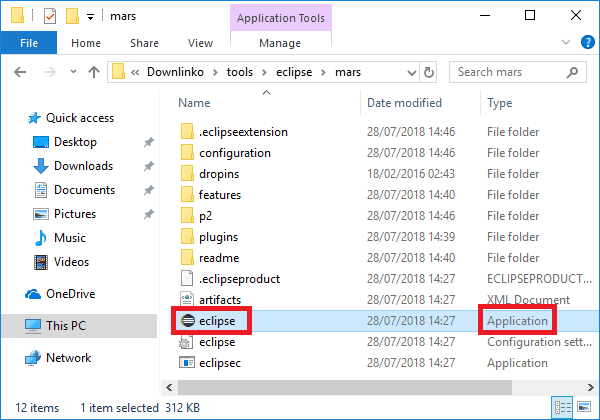 mars
Application Tools
File Home Share View Manage
« Downlinko › tools › eclipse › mars
Search mars
Name Date modified Type
Quick access
Desktop
Downloads
Documents
Pictures
Music
Videos
OneDrive
This PC
Network
.eclipseextension 28/07/2018 14:46 File folder
configuration 28/07/2018 14:46 File folder
dropins 18/02/2016 02:43 File folder
features 28/07/2018 14:40 File folder
p2 28/07/2018 14:46 File folder
plugins 28/07/2018 14:39 File folder
readme 28/07/2018 14:40 File folder
.eclipseproduct 28/07/2018 14:27 ECLIPSEPRODUCT...
artifacts 28/07/2018 14:27 XML Document
eclipse 28/07/2018 14:27 Application
eclipse 28/07/2018 14:27 Configuration sett...
eclipsec 28/07/2018 14:27 Application
12 items 1 item selected 312 KB